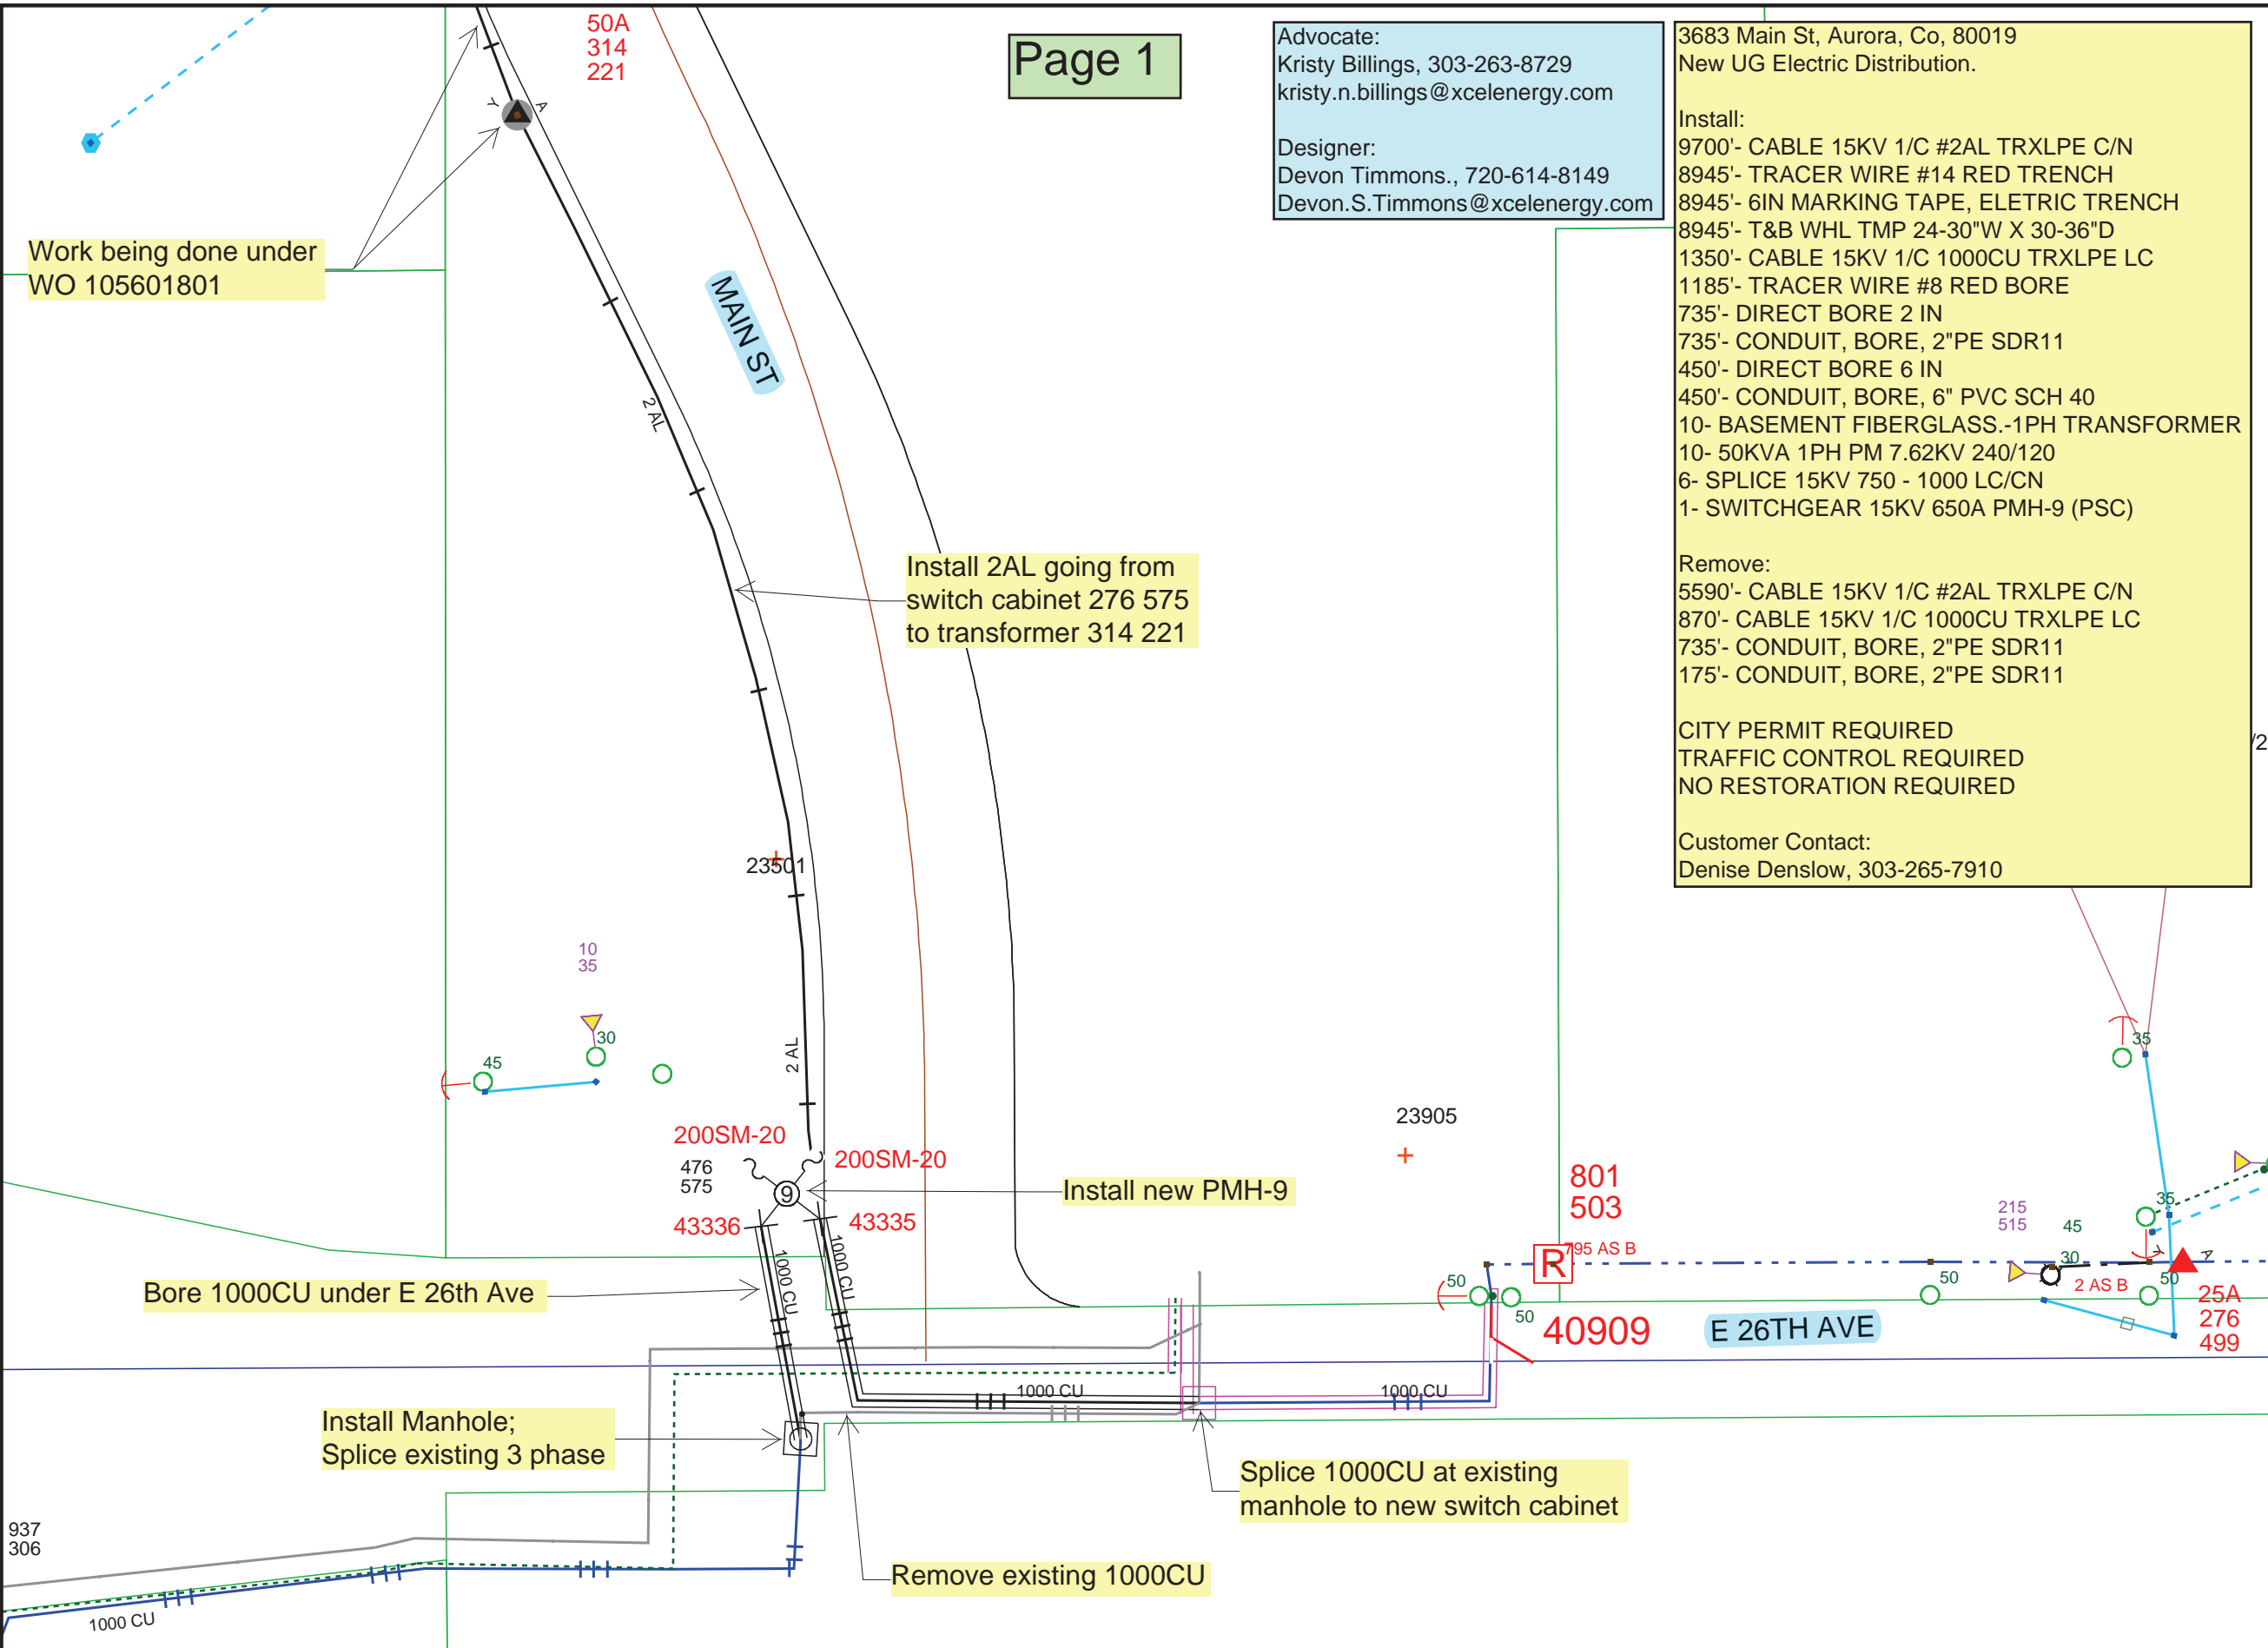 50A
314
221
Page 1
Advocate:
Kristy Billings, 303-263-8729
kristy.n.billings@xcelenergy.com
Designer:
Devon Timmons., 720-614-8149
Devon.S.Timmons@xcelenergy.com
3683 Main St, Aurora, Co, 80019
New UG Electric Distribution.
Install:
9700'- CABLE 15KV 1/C #2AL TRXLPE C/N
8945'- TRACER WIRE #14 RED TRENCH
8945'- 6IN MARKING TAPE, ELETRIC TRENCH
8945'- T&B WHL TMP 24-30"W X 30-36"D
1350'- CABLE 15KV 1/C 1000CU TRXLPE LC
1185'- TRACER WIRE #8 RED BORE
735'- DIRECT BORE 2 IN
735'- CONDUIT, BORE, 2"PE SDR11
450'- DIRECT BORE 6 IN
450'- CONDUIT, BORE, 6" PVC SCH 40
10- BASEMENT FIBERGLASS.-1PH TRANSFORMER
10- 50KVA 1PH PM 7.62KV 240/120
6- SPLICE 15KV 750 - 1000 LC/CN
1- SWITCHGEAR 15KV 650A PMH-9 (PSC)
Remove:
5590'- CABLE 15KV 1/C #2AL TRXLPE C/N
870'- CABLE 15KV 1/C 1000CU TRXLPE LC
735'- CONDUIT, BORE, 2"PE SDR11
175'- CONDUIT, BORE, 2"PE SDR11
CITY PERMIT REQUIRED
TRAFFIC CONTROL REQUIRED
NO RESTORATION REQUIRED
Customer Contact:
Denise Denslow, 303-265-7910
/2
Y
A
Work being done under
WO 105601801
MAIN ST
2 AL
Install 2AL going from
switch cabinet 276 575
to transformer 314 221
23501
10
35
30
45
2 AL
200SM-20
200SM-20
476
575
9
Install new PMH-9
43336
43335
1000 CU
1000 CU
Bore 1000CU under E 26th Ave
23905
801
503
R
795 AS B
50
50
40909
E 26TH AVE
50
35
35
215
515
45
30
2 AS B
Y
A
50
25A
276
499
1000 CU
1000 CU
Install Manhole;
Splice existing 3 phase
Splice 1000CU at existing
manhole to new switch cabinet
Remove existing 1000CU
937
306
1000 CU